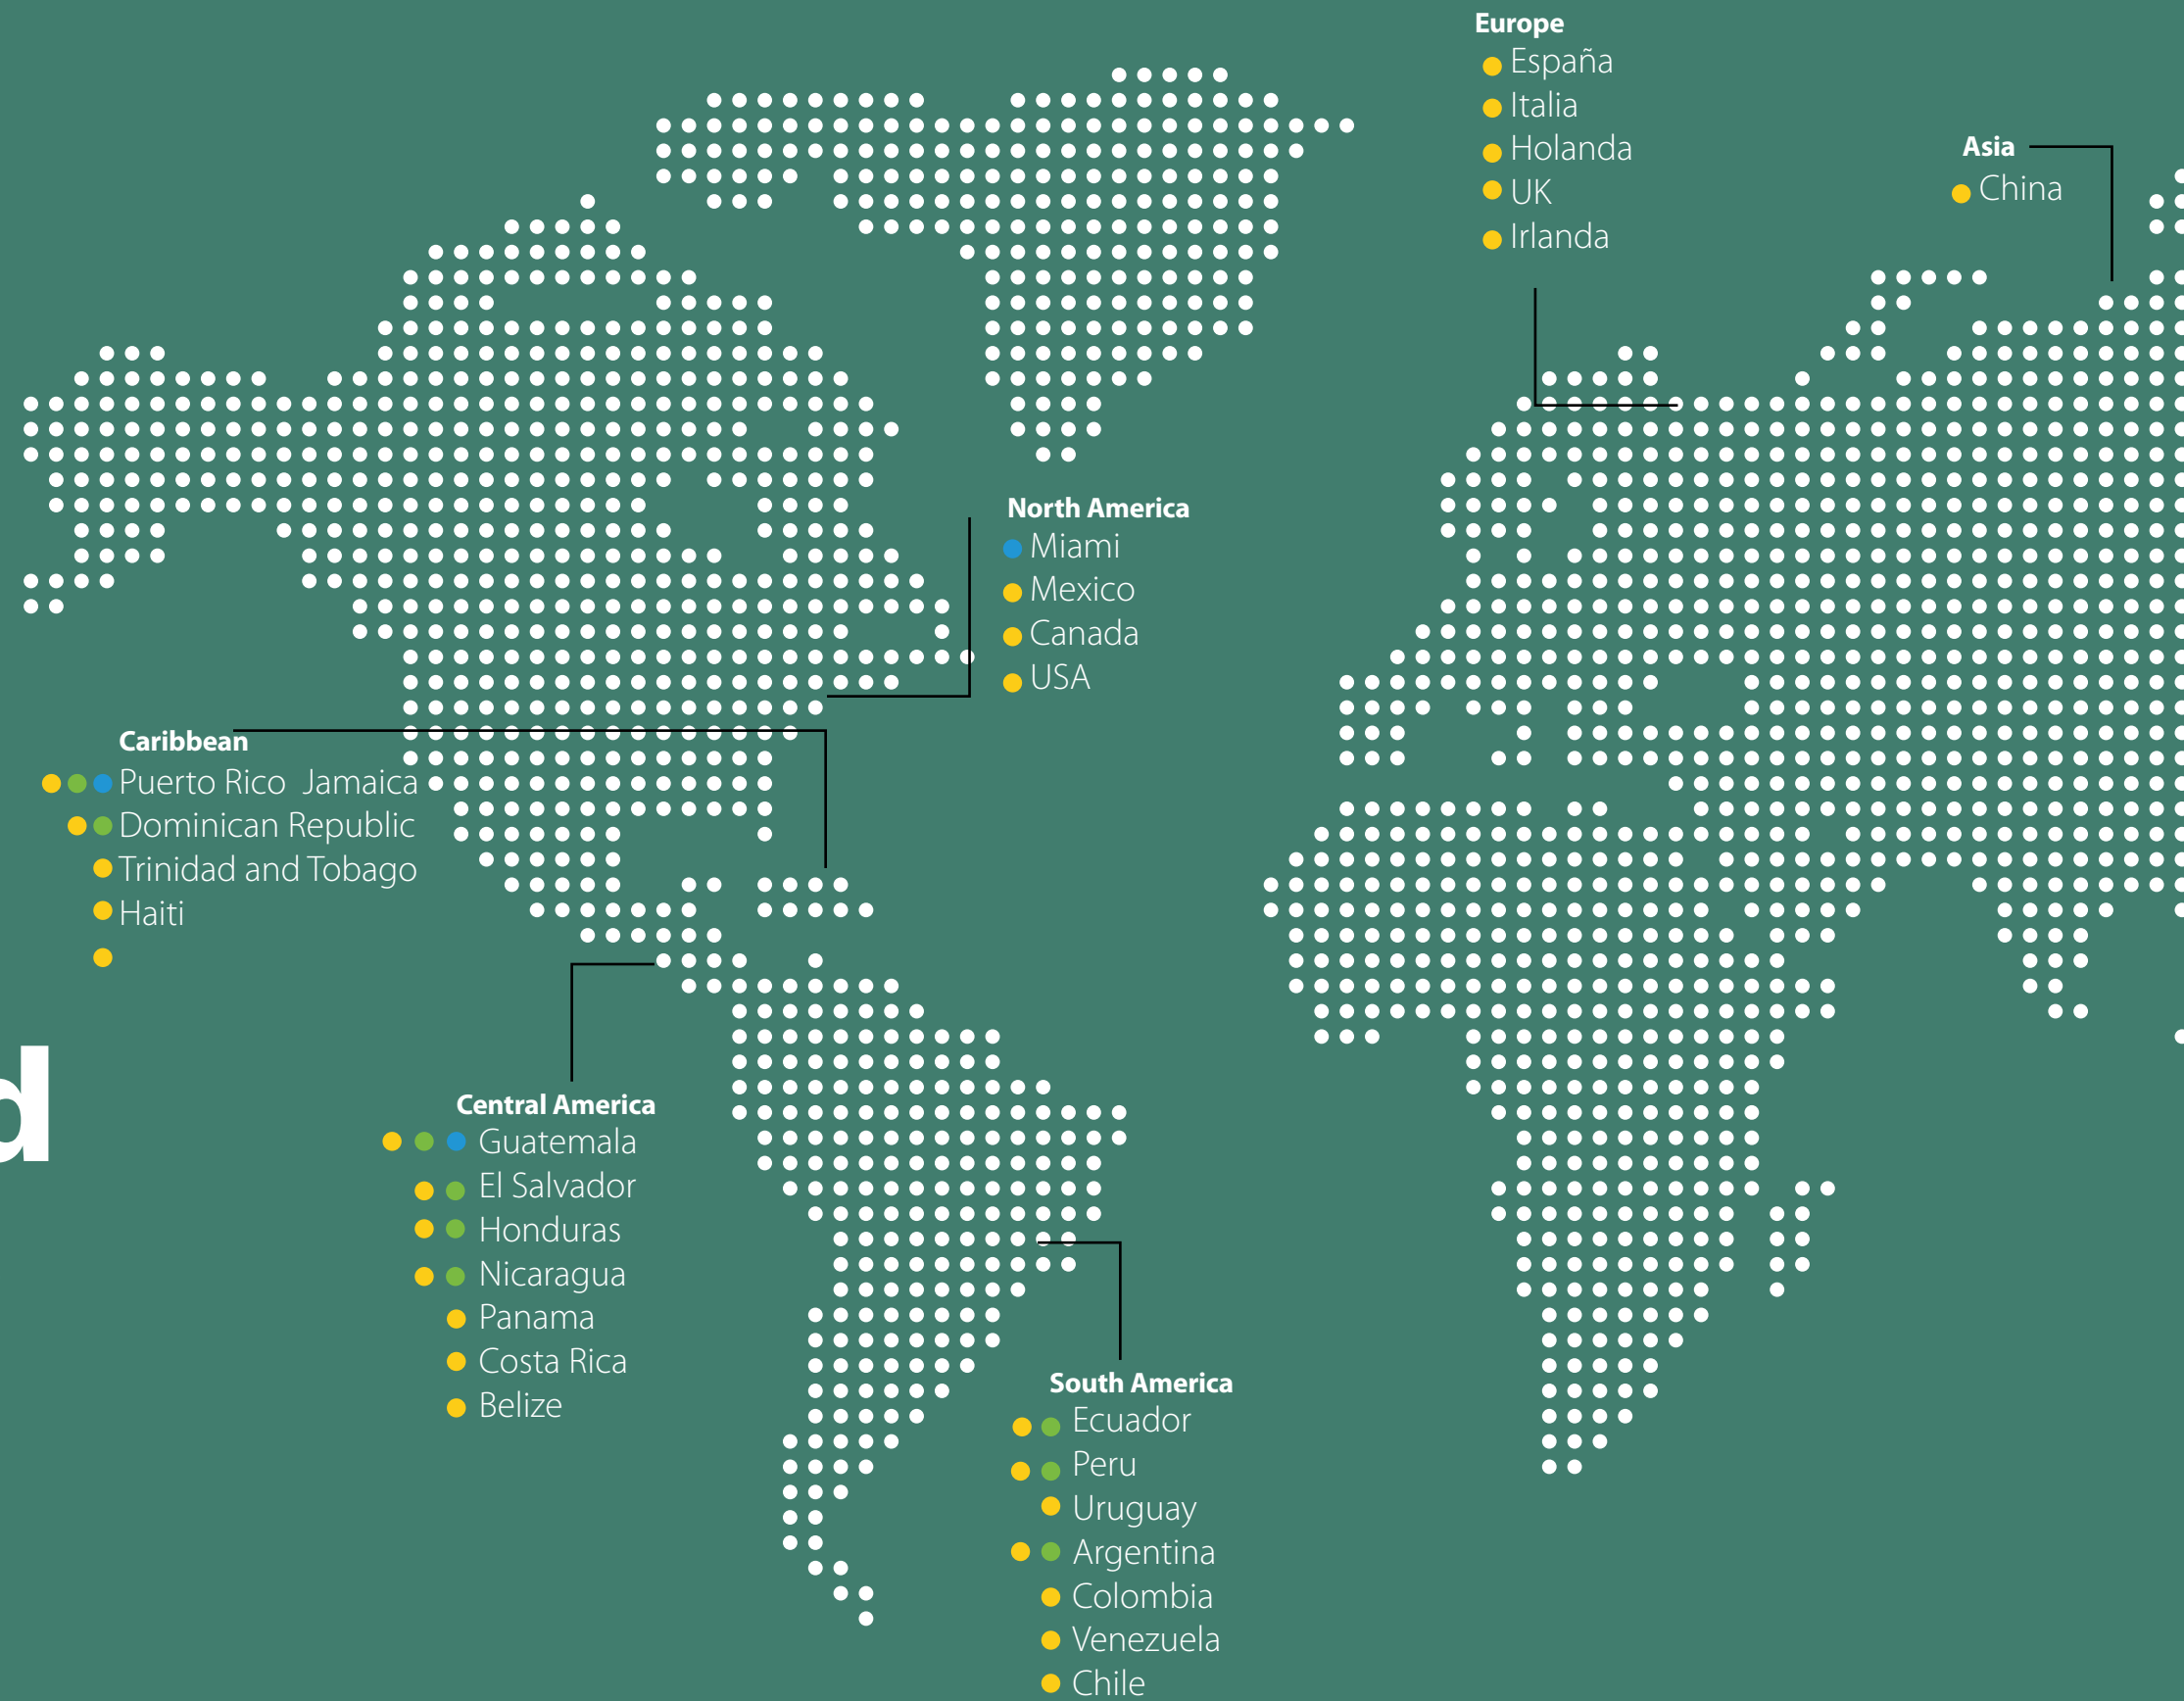 Europe
España
Italia
Holanda
UK
Irlanda
Asia
China
North America
Miami
Mexico
Canada
USA
Caribbean
Puerto Rico Jamaica
Dominican Republic
Trinidad and Tobago
Haiti
d
Central America
Guatemala
El Salvador
Honduras
Nicaragua
Panama
Costa Rica
Belize
South America
Ecuador
Peru
Uruguay
Argentina
Colombia
Venezuela
Chile